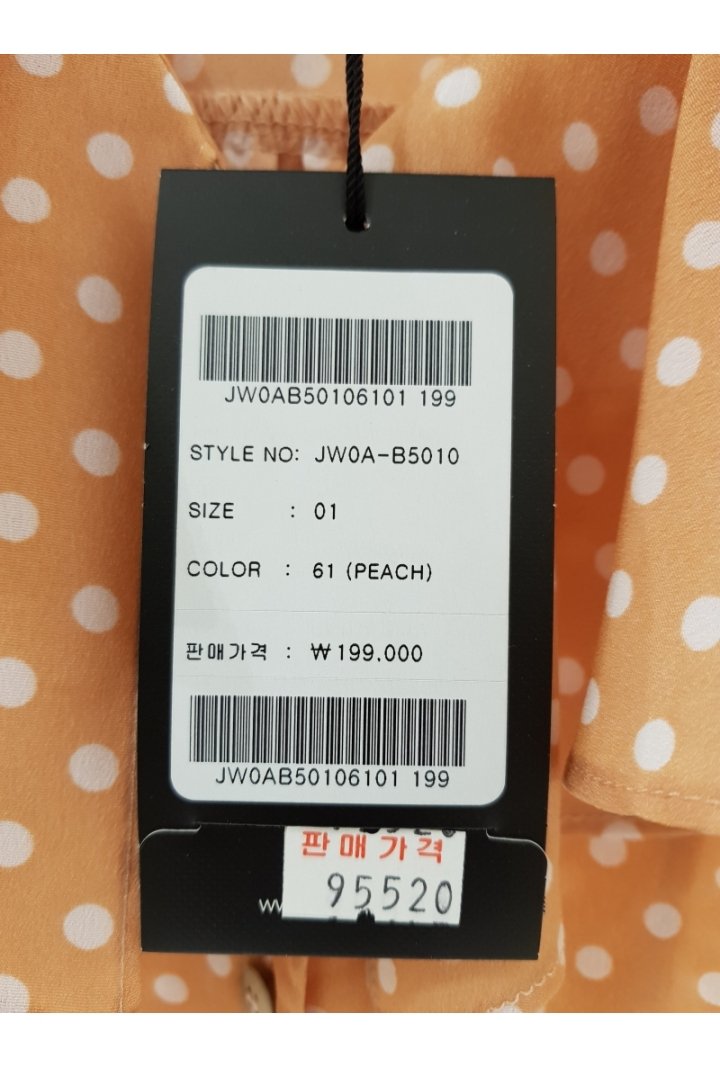 JW0AB50106101 199
STYLE NO: JW0A-B5010
SIZE : 01
COLOR : 61 (PEACH)
판매가격 : ₩199.000
JW0AB50106101 199
판매가격
95520